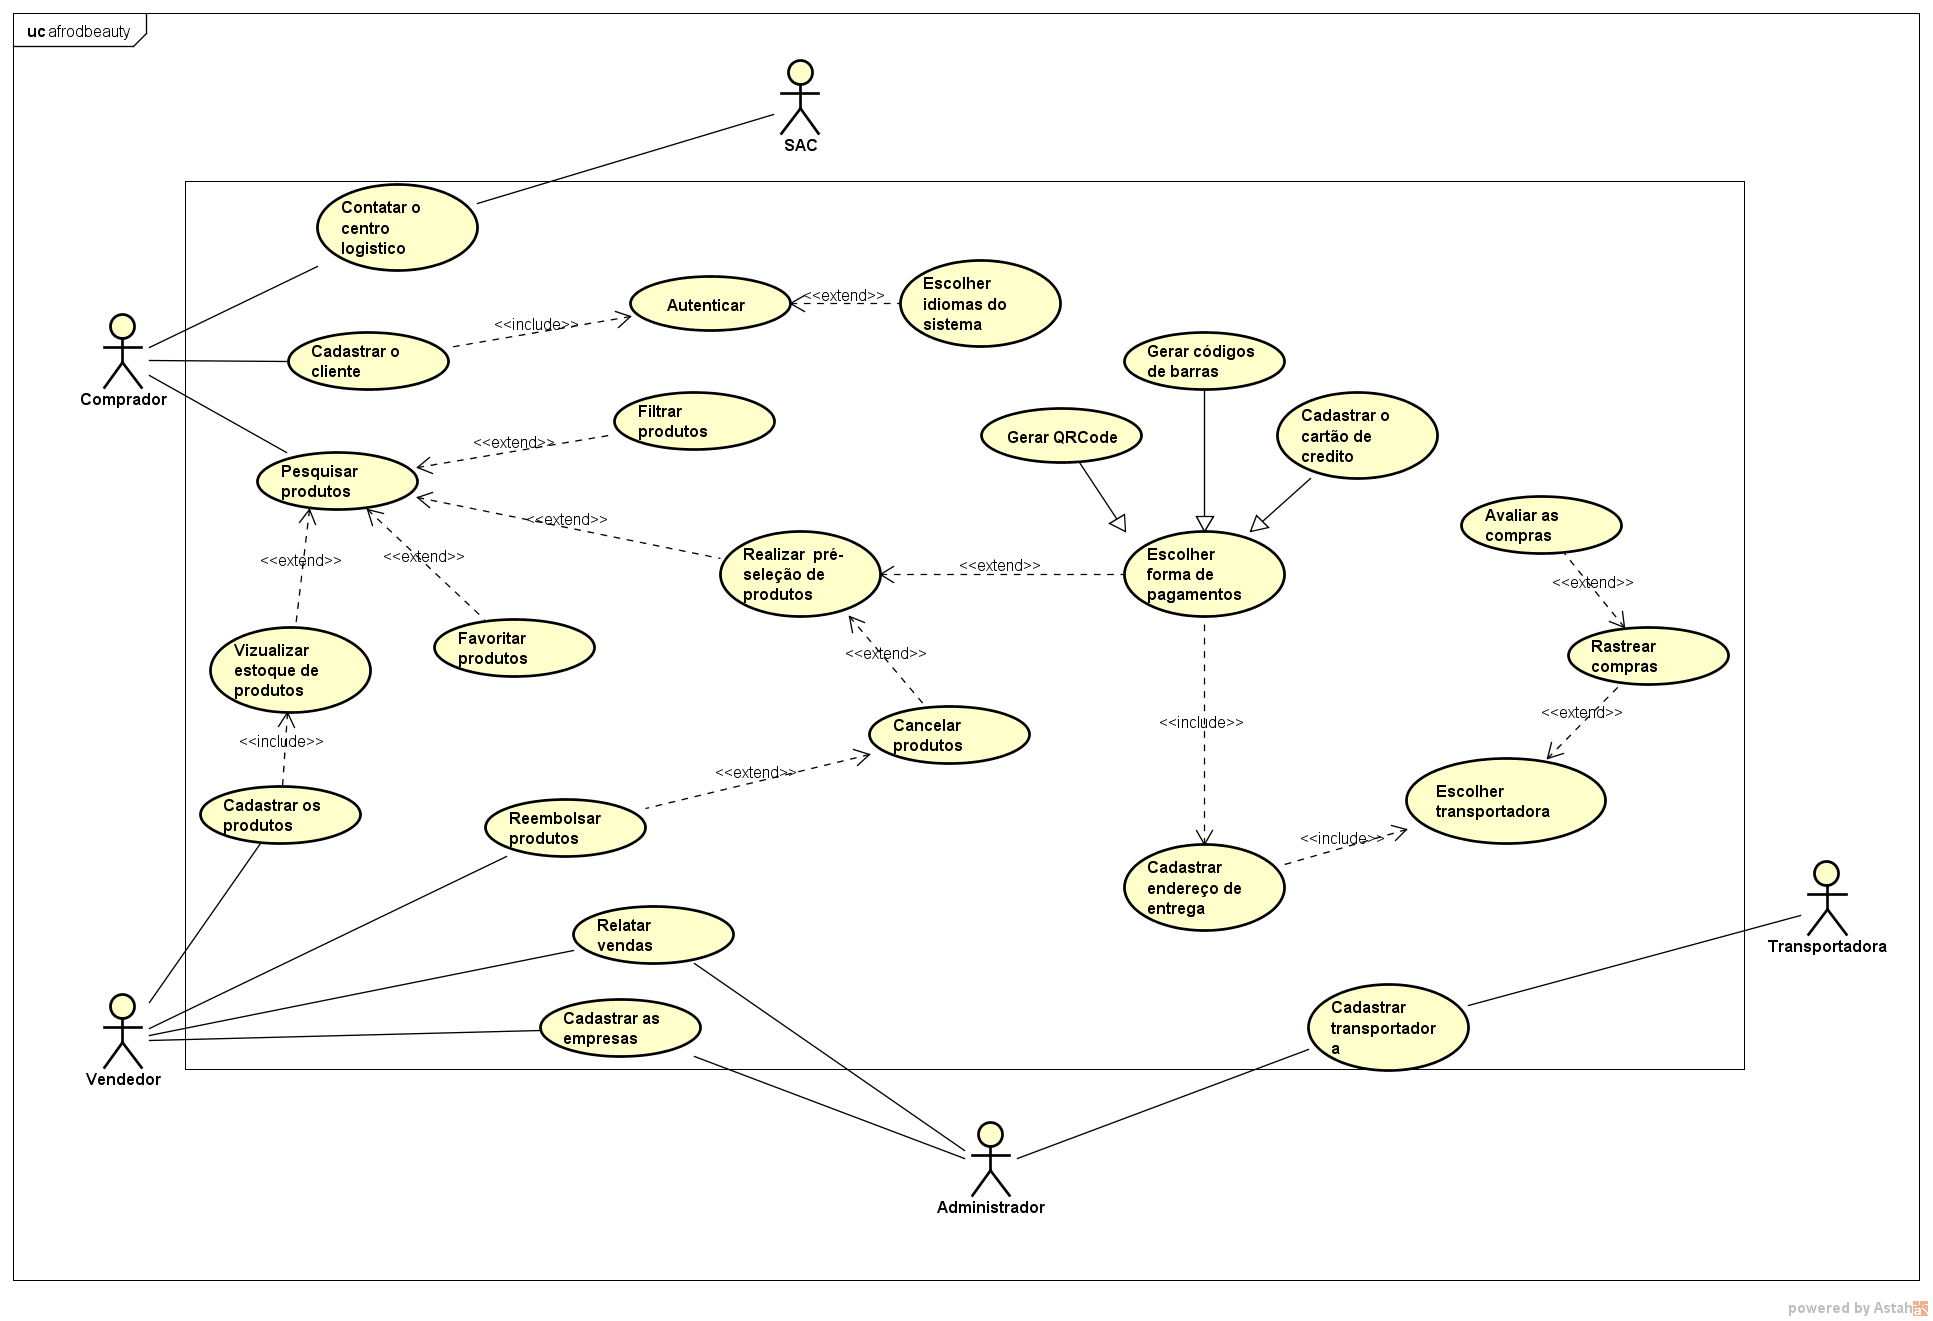 uc afrodbeauty
SAC
Contatar o
centro
logistico
Autenticar
<<extend>>
Escolher
idiomas do
sistema
<<include>>
Cadastrar o
cliente
Comprador
Gerar códigos
de barras
Filtrar
produtos
<<extend>>
Gerar QRCode
Cadastrar o
cartão de
credito
Pesquisar
produtos
<<extend>>
Avaliar as
compras
<<extend>>
<<extend>>
Realizar  pré-
seleção de
produtos
<<extend>>
Escolher
forma de
pagamentos
<<extend>>
Vizualizar
estoque de
produtos
Favoritar
produtos
<<extend>>
Rastrear
compras
<<include>>
Cancelar
produtos
<<include>>
<<extend>>
<<extend>>
Cadastrar os
produtos
Reembolsar
produtos
Escolher
transportadora
<<include>>
Cadastrar
endereço de
entrega
Relatar
vendas
Transportadora
Cadastrar as
empresas
Cadastrar
transportador
a
Vendedor
Administrador
powered by Astah